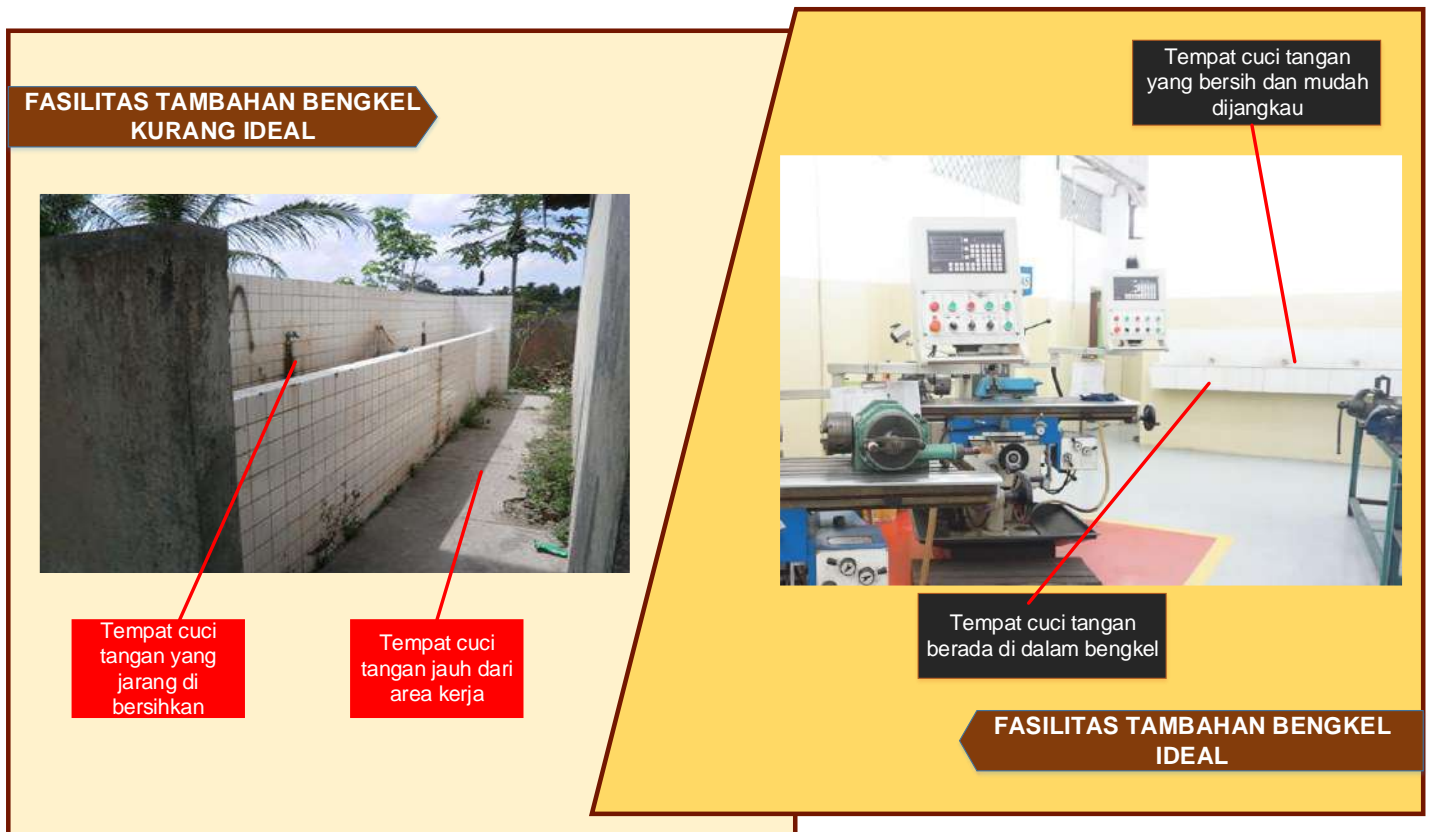 FASILITAS TAMBAHAN BENGKEL
KURANG IDEAL
Tempat cuci
tangan yang
jarang di
bersihkan
Tempat cuci
tangan jauh dari
area kerja
Tempat cuci tangan
yang bersih dan mudah
dijangkau
Tempat cuci tangan
berada di dalam bengkel
FASILITAS TAMBAHAN BENGKEL
IDEAL